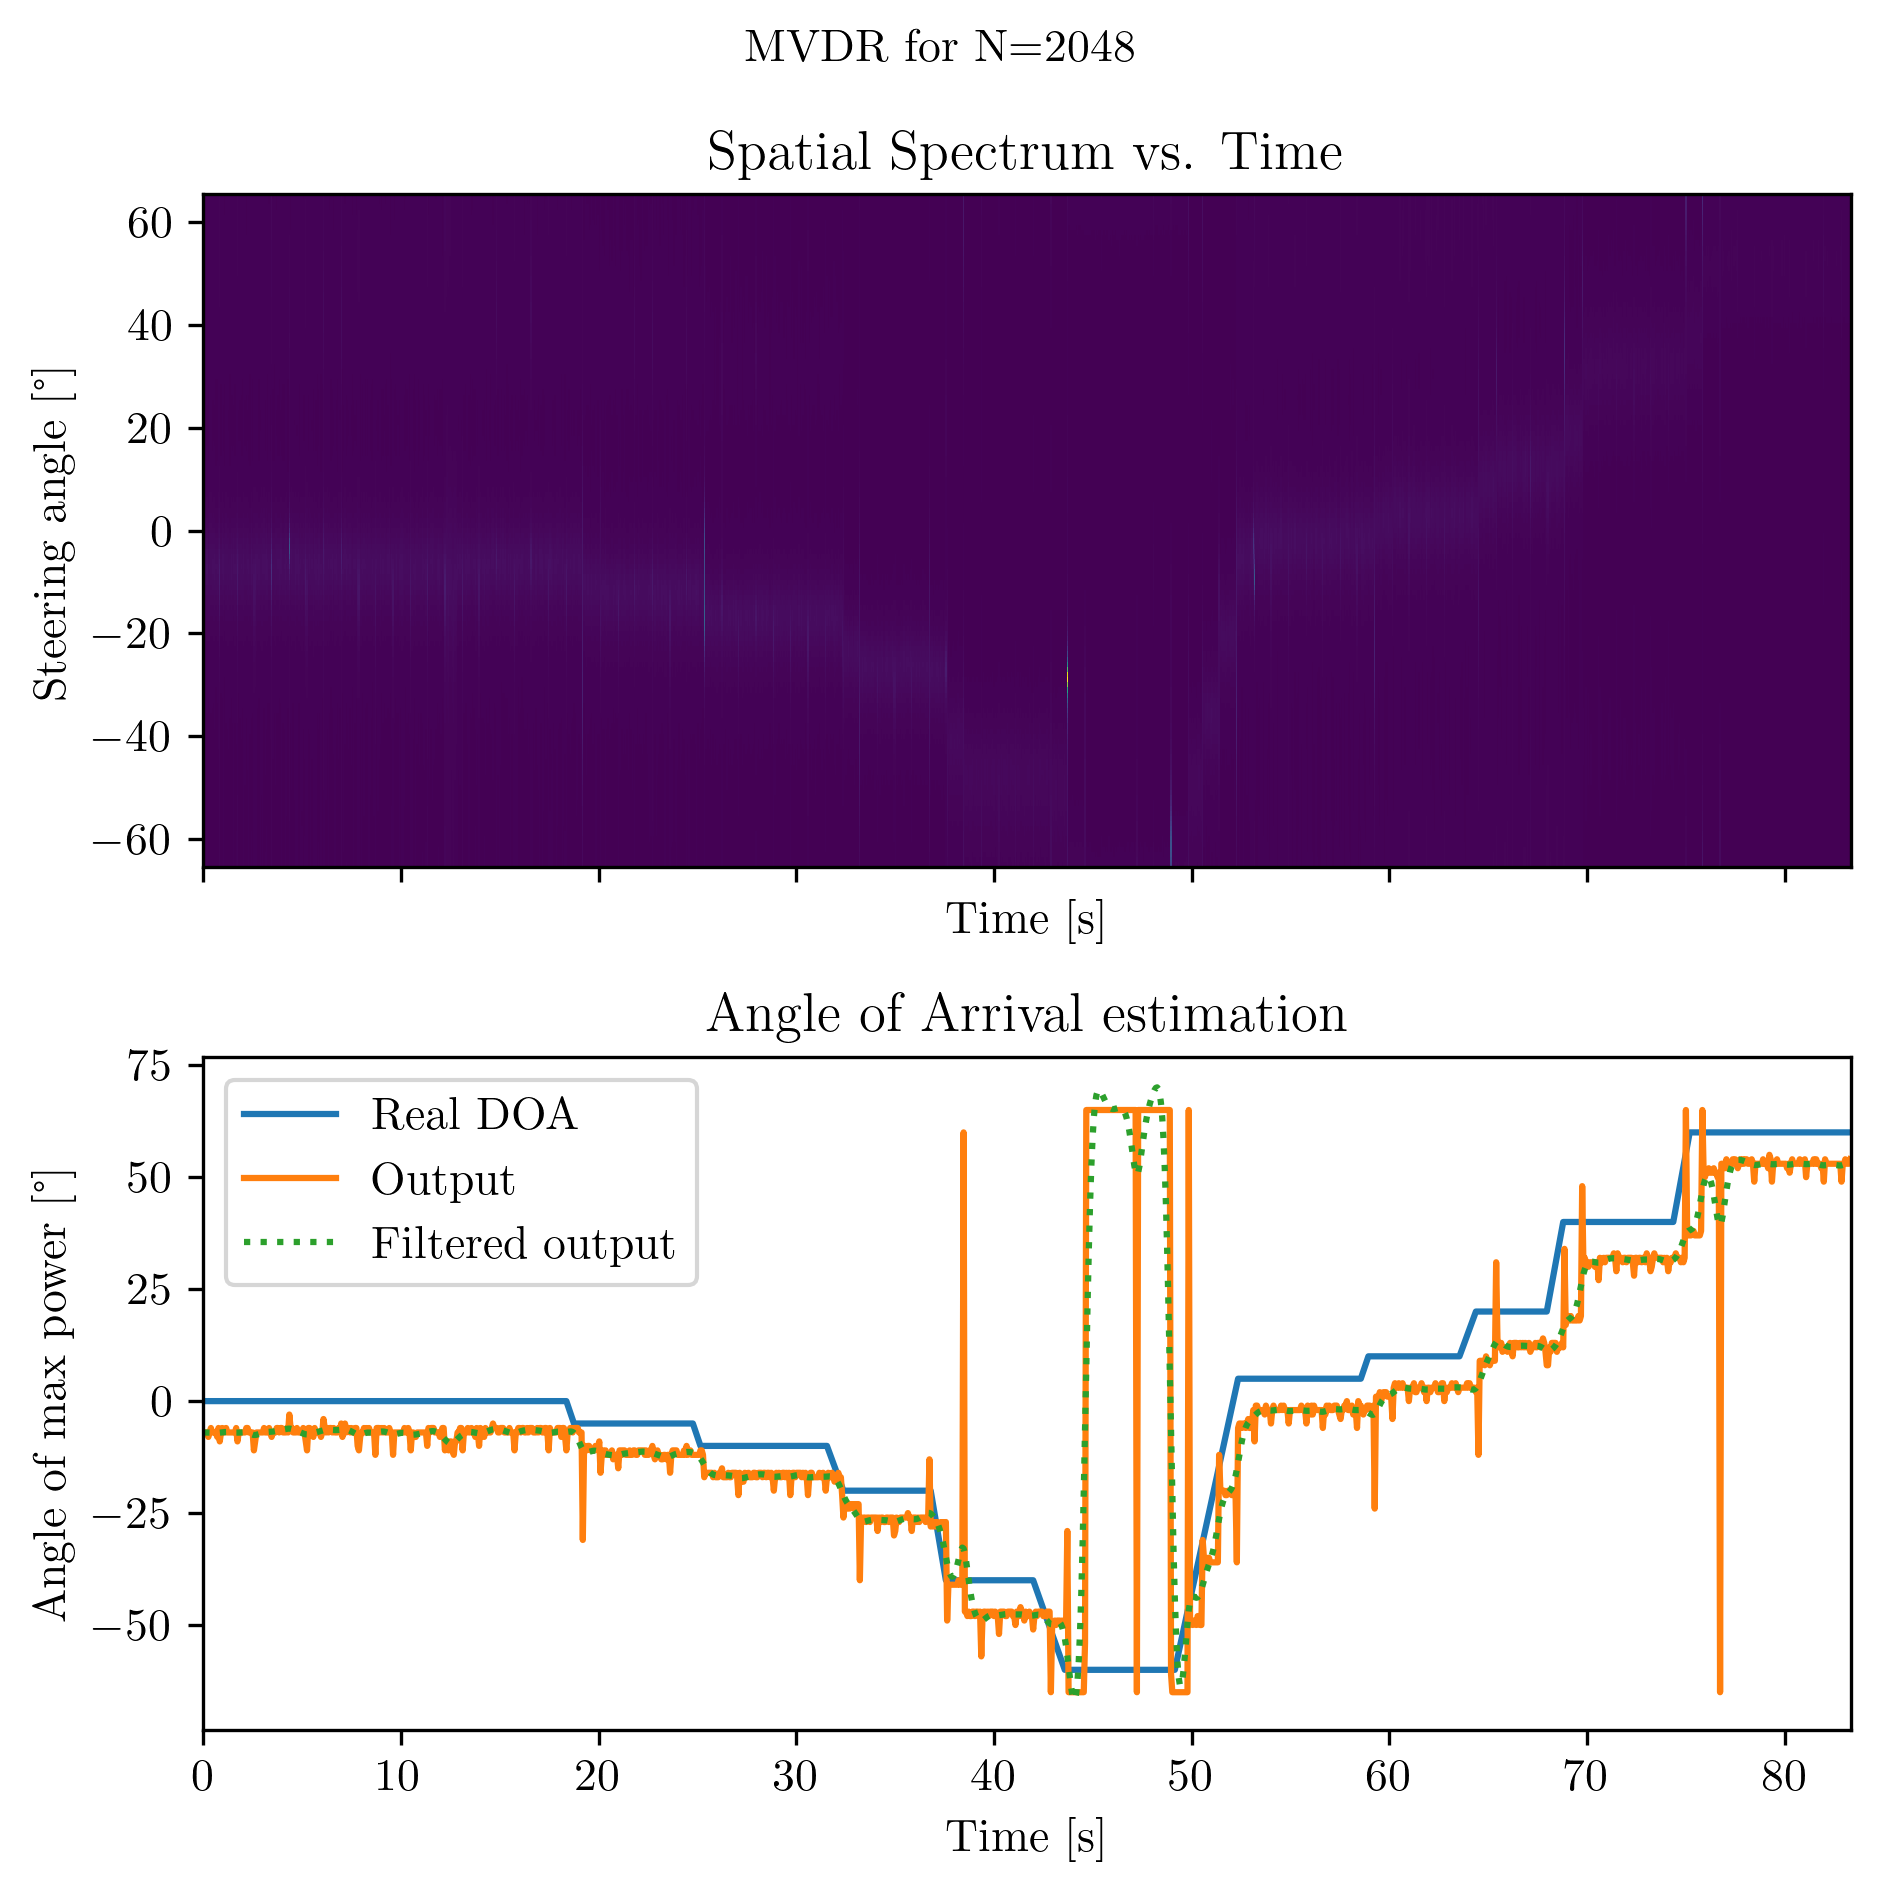 MVDR for N=2048
Spatial Spectrum vs. Time
60
40
20
0
−20
−40
−60
Steering angle [°]
Time [s]
Angle of Arrival estimation
75
50
25
0
−25
−50
Angle of max power [°]
Real DOA
Output
Filtered output
0 10 20 30 40 50 60 70 80
Time [s]